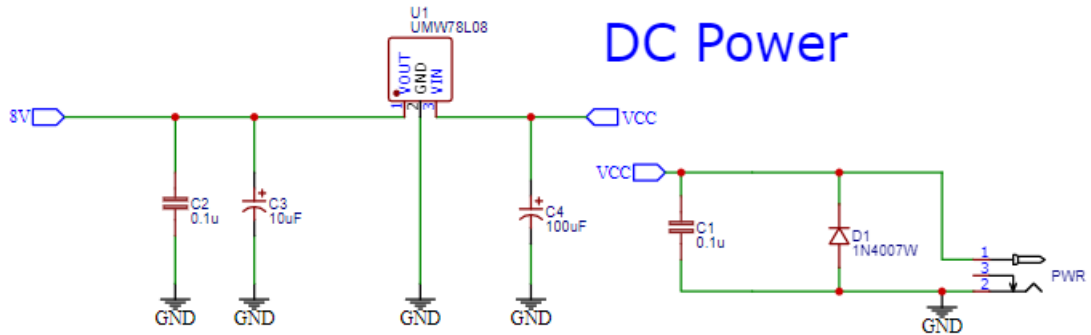 U1
UMW78L08
DC Power
VOUT
GND
VIN
1
2
3
8V
VCC
C2
0.1u
C3
10uF
C4
100uF
GND
GND
GND
GND
VCC
C1
0.1u
D1
1N4007W
1
3
2
PWR
GND